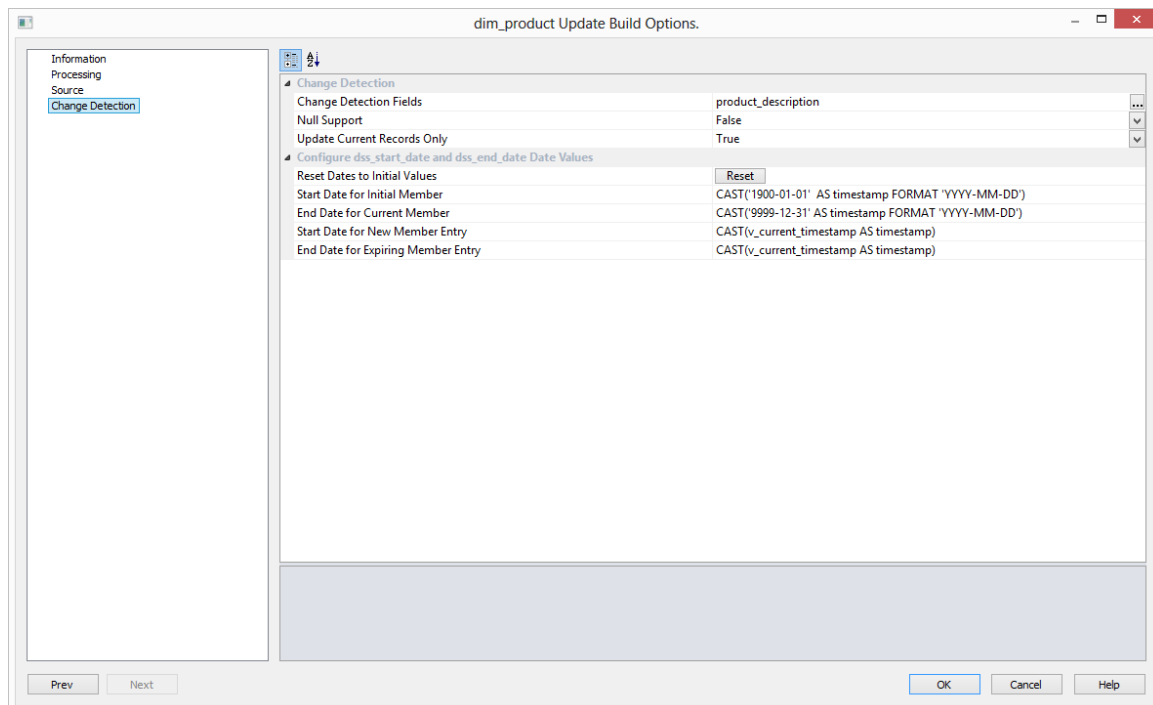 dim_product Update Build Options.
Information
Processing
Source
Change Detection
Change Detection
Change Detection Fields product_description ...
Null Support False
Update Current Records Only True
Configure dss_start_date and dss_end_date Date Values
Reset Dates to Initial Values Reset
Start Date for Initial Member CAST('1900-01-01'  AS timestamp FORMAT 'YYYY-MM-DD')
End Date for Current Member CAST('9999-12-31' AS timestamp FORMAT 'YYYY-MM-DD')
Start Date for New Member Entry CAST(v_current_timestamp AS timestamp)
End Date for Expiring Member Entry CAST(v_current_timestamp AS timestamp)
Prev Next OK Cancel Help